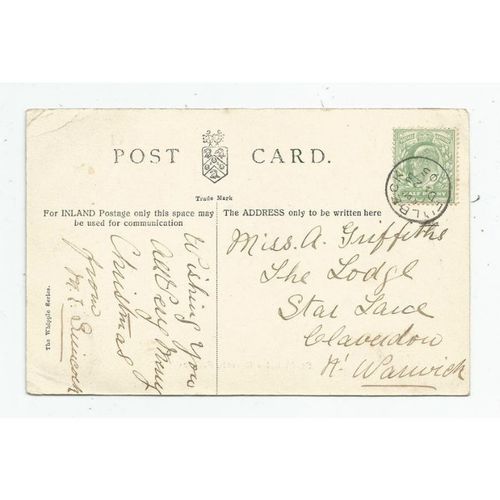 POST CARD.
Trade Mark
For INLAND Postage only this space may
be used for communication
The ADDRESS only to be written here
Wishing You
a Merry
Christmas
from
Miss. A. Griffiths
The Lodge
Star Lane
Claverdon
Nr Warwick
The Wrench Series.